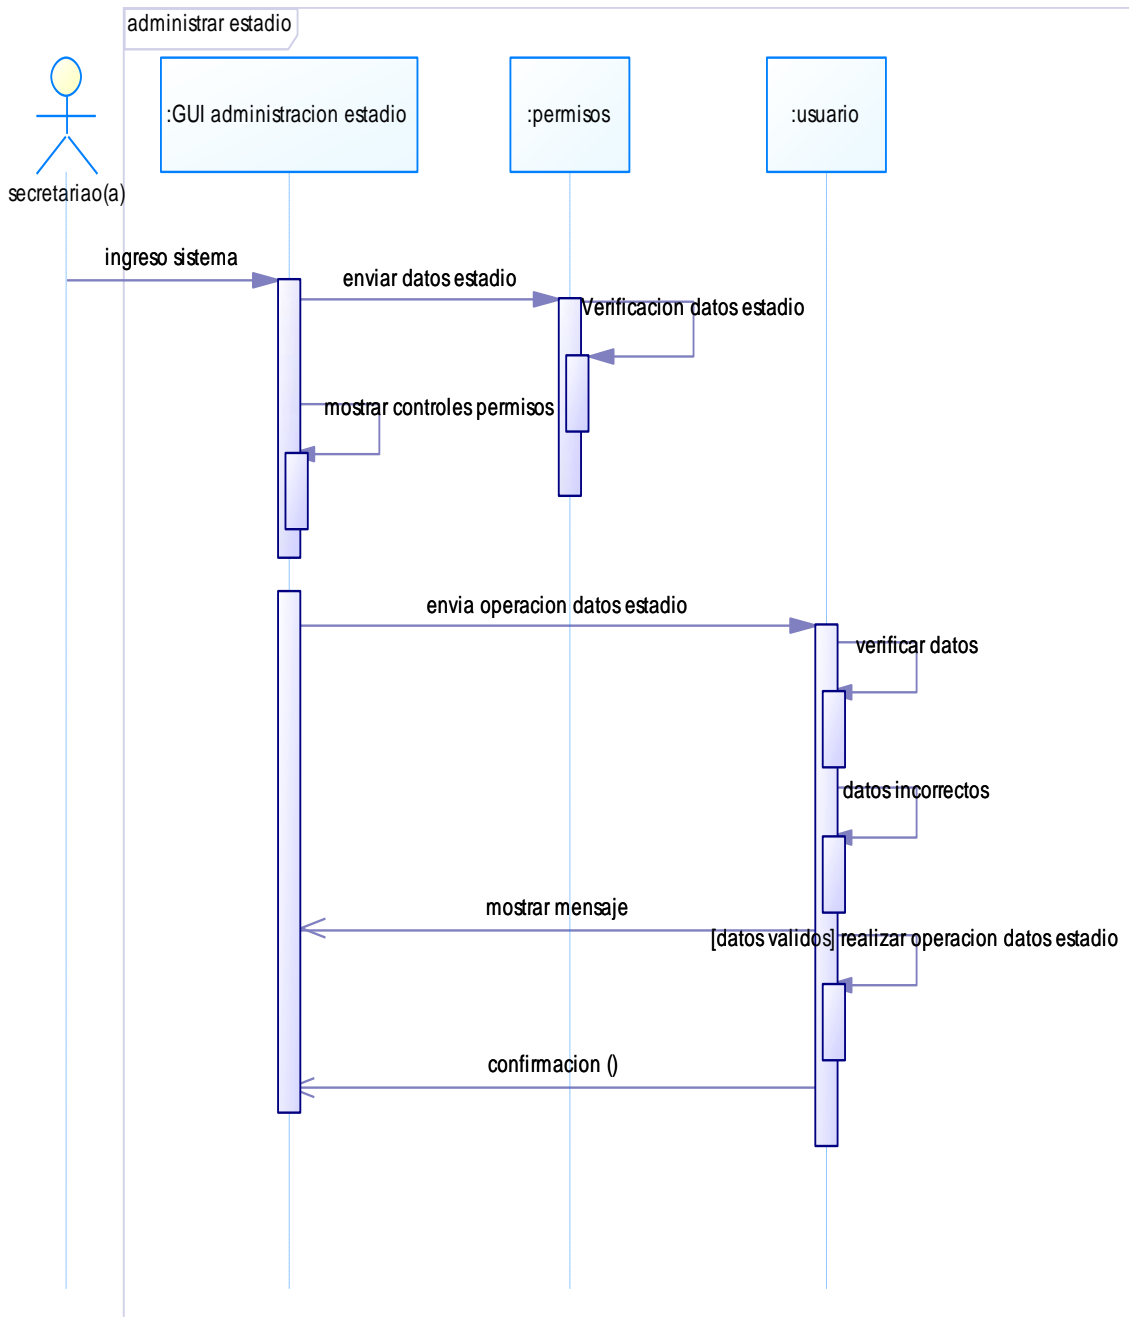 administrar estadio
:GUI administracion estadio
:permisos
:usuario
secretariao(a)
ingreso sistema
enviar datos estadio
Verificacion datos estadio
mostrar controles permisos
envia operacion datos estadio
verificar datos
datos incorrectos
mostrar mensaje
[datos validos] realizar operacion datos estadio
confirmacion ()